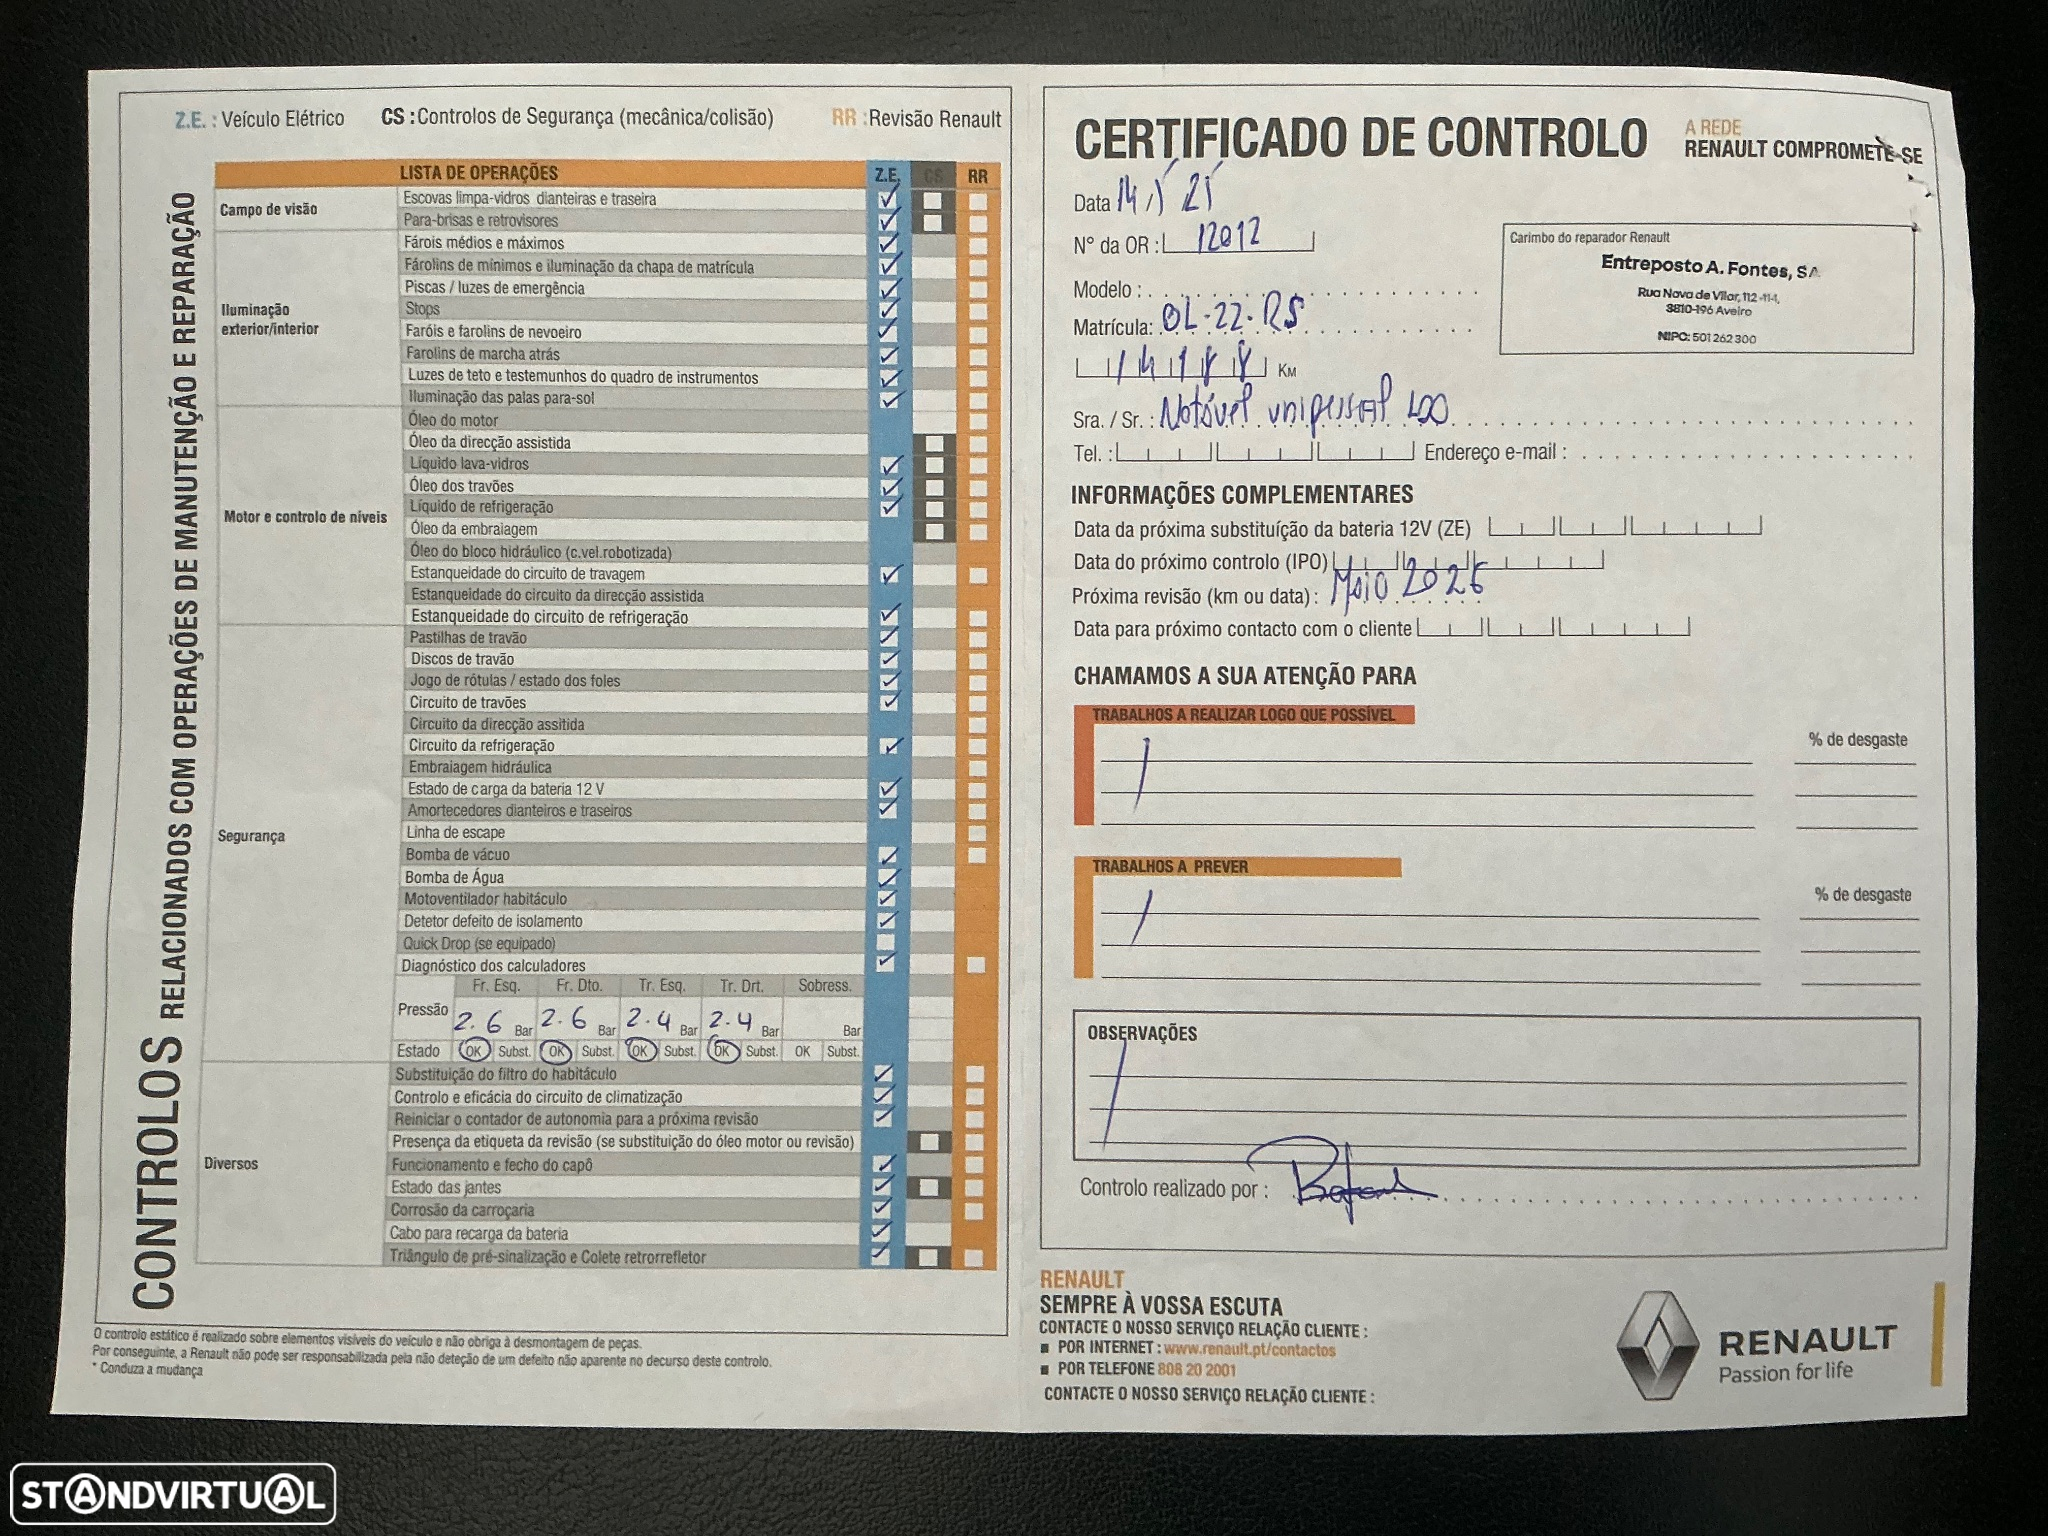 Z.E. : Veículo Elétrico CS : Controlos de Segurança (mecânica/colisão) RR : Revisão Renault
CONTROLOS RELACIONADOS COM OPERAÇÕES DE MANUTENÇÃO E REPARAÇÃO
LISTA DE OPERAÇÕES Z.E. CS RR
Campo de visão
Escovas limpa-vidros dianteiras e traseira
Para-brisas e retrovisores
Iluminação exterior/interior
Fárois médios e máximos
Fárolins de mínimos e iluminação da chapa de matrícula
Piscas / luzes de emergência
Stops
Faróis e farolins de nevoeiro
Farolins de marcha atrás
Luzes de teto e testemunhos do quadro de instrumentos
Iluminação das palas para-sol
Motor e controlo de níveis
Óleo do motor
Óleo da direcção assistida
Líquido lava-vidros
Óleo dos travões
Líquido de refrigeração
Óleo da embraiagem
Óleo do bloco hidráulico (c.vel.robotizada)
Estanqueidade do circuito de travagem
Estanqueidade do circuito da direcção assistida
Estanqueidade do circuito de refrigeração
Segurança
Pastilhas de travão
Discos de travão
Jogo de rótulas / estado dos foles
Circuito de travões
Circuito da direcção assitida
Circuito da refrigeração
Embraiagem hidráulica
Estado de carga da bateria 12 V
Amortecedores dianteiros e traseiros
Linha de escape
Bomba de vácuo
Bomba de Água
Motoventilador habitáculo
Detetor defeito de isolamento
Quick Drop (se equipado)
Diagnóstico dos calculadores
Fr. Esq. Fr. Dto. Tr. Esq. Tr. Drt. Sobress.
Pressão 2.6 Bar 2.6 Bar 2.4 Bar 2.4 Bar Bar
Estado OK Subst. OK Subst. OK Subst. OK Subst. OK Subst.
Diversos
Substituição do filtro do habitáculo
Controlo e eficácia do circuito de climatização
Reiniciar o contador de autonomia para a próxima revisão
Presença da etiqueta da revisão (se substituição do óleo motor ou revisão)
Funcionamento e fecho do capô
Estado das jantes
Corrosão da carroçaria
Cabo para recarga da bateria
Triângulo de pré-sinalização e Colete retrorrefletor
O controlo estático é realizado sobre elementos visíveis do veículo e não obriga à desmontagem de peças.
Por conseguinte, a Renault não pode ser responsabilizada pela não deteção de um defeito não aparente no decurso deste controlo.
* Conduza a mudança
CERTIFICADO DE CONTROLO
A REDE
RENAULT COMPROMETE-SE
Data
N° da OR : 12012
Carimbo do reparador Renault
Entreposto A. Fontes, SA
Rua Nova de Vilar, 112-114,
3810-196 Aveiro
NIPC: 501 262 300
Modelo :
Matrícula: 
14188 KM
Sra. / Sr. : Notável unipessoal LDO
Tel. : Endereço e-mail :
INFORMAÇÕES COMPLEMENTARES
Data da próxima substituíção da bateria 12V (ZE)
Data do próximo controlo (IPO)
Próxima revisão (km ou data) : Maio 2026
Data para próximo contacto com o cliente
CHAMAMOS A SUA ATENÇÃO PARA
TRABALHOS A REALIZAR LOGO QUE POSSÍVEL
% de desgaste
TRABALHOS A PREVER
% de desgaste
OBSERVAÇÕES
Controlo realizado por :
RENAULT
SEMPRE À VOSSA ESCUTA
CONTACTE O NOSSO SERVIÇO RELAÇÃO CLIENTE :
■ POR INTERNET : www.renault.pt/contactos
■ POR TELEFONE 808 20 2001
CONTACTE O NOSSO SERVIÇO RELAÇÃO CLIENTE :
RENAULT
Passion for life
STANDVIRTUAL